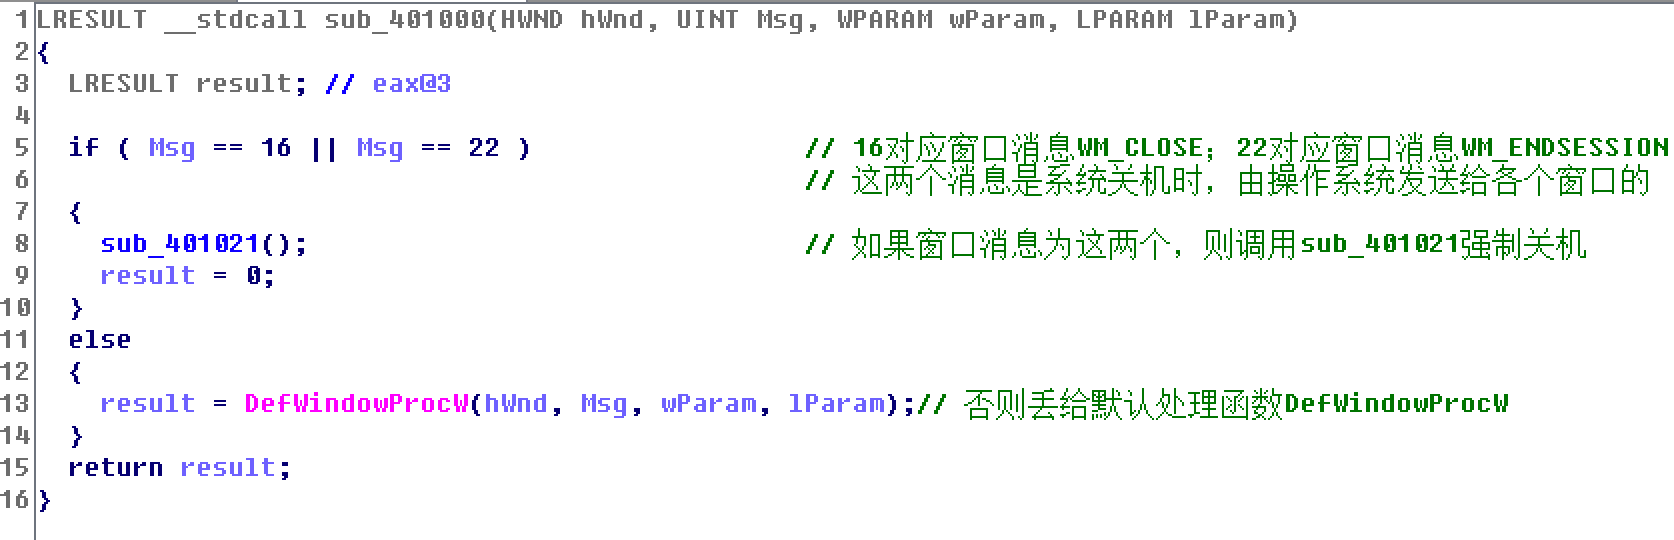 1 LRESULT __stdcall sub_401000(HWND hWnd, UINT Msg, WPARAM wParam, LPARAM lParam)
2 {
3   LRESULT result; // eax@3
4
5   if ( Msg == 16 || Msg == 22 )                 // 16对应窗口消息WM_CLOSE; 22对应窗口消息WM_ENDSESSION
6                                                 // 这两个消息是系统关机时，由操作系统发送给各个窗口的
7   {
8     sub_401021();                               // 如果窗口消息为这两个，则调用sub_401021强制关机
9     result = 0;
10   }
11   else
12   {
13     result = DefWindowProcW(hWnd, Msg, wParam, lParam);// 否则丢给默认处理函数DefWindowProcW
14   }
15   return result;
16 }